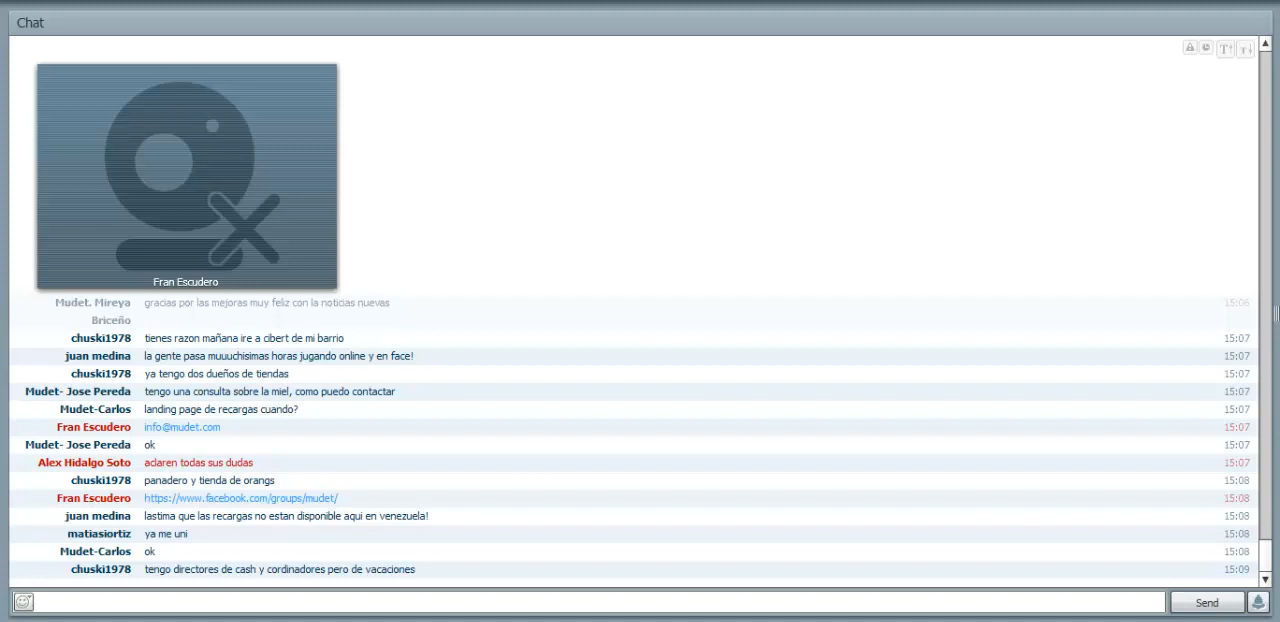 Chat
Fran Escudero
Mudet. Mireya Briceño gracias por las mejoras muy feliz con la noticias nuevas 15:06
chuski1978 tienes razon mañana ire a cibert de mi barrio 15:07
juan medina la gente pasa muuuchisimas horas jugando online y en face! 15:07
chuski1978 ya tengo dos dueños de tiendas 15:07
Mudet- Jose Pereda tengo una consulta sobre la miel, como puedo contactar 15:07
Mudet-Carlos landing page de recargas cuando? 15:07
Fran Escudero info@mudet.com 15:07
Mudet- Jose Pereda ok 15:07
Alex Hidalgo Soto aclaren todas sus dudas 15:07
chuski1978 panadero y tienda de orangs 15:08
Fran Escudero https://www.facebook.com/groups/mudet/ 15:08
juan medina lastima que las recargas no estan disponible aqui en venezuela! 15:08
matiasiortiz ya me uni 15:08
Mudet-Carlos ok 15:08
chuski1978 tengo directores de cash y cordinadores pero de vacaciones 15:09
Send